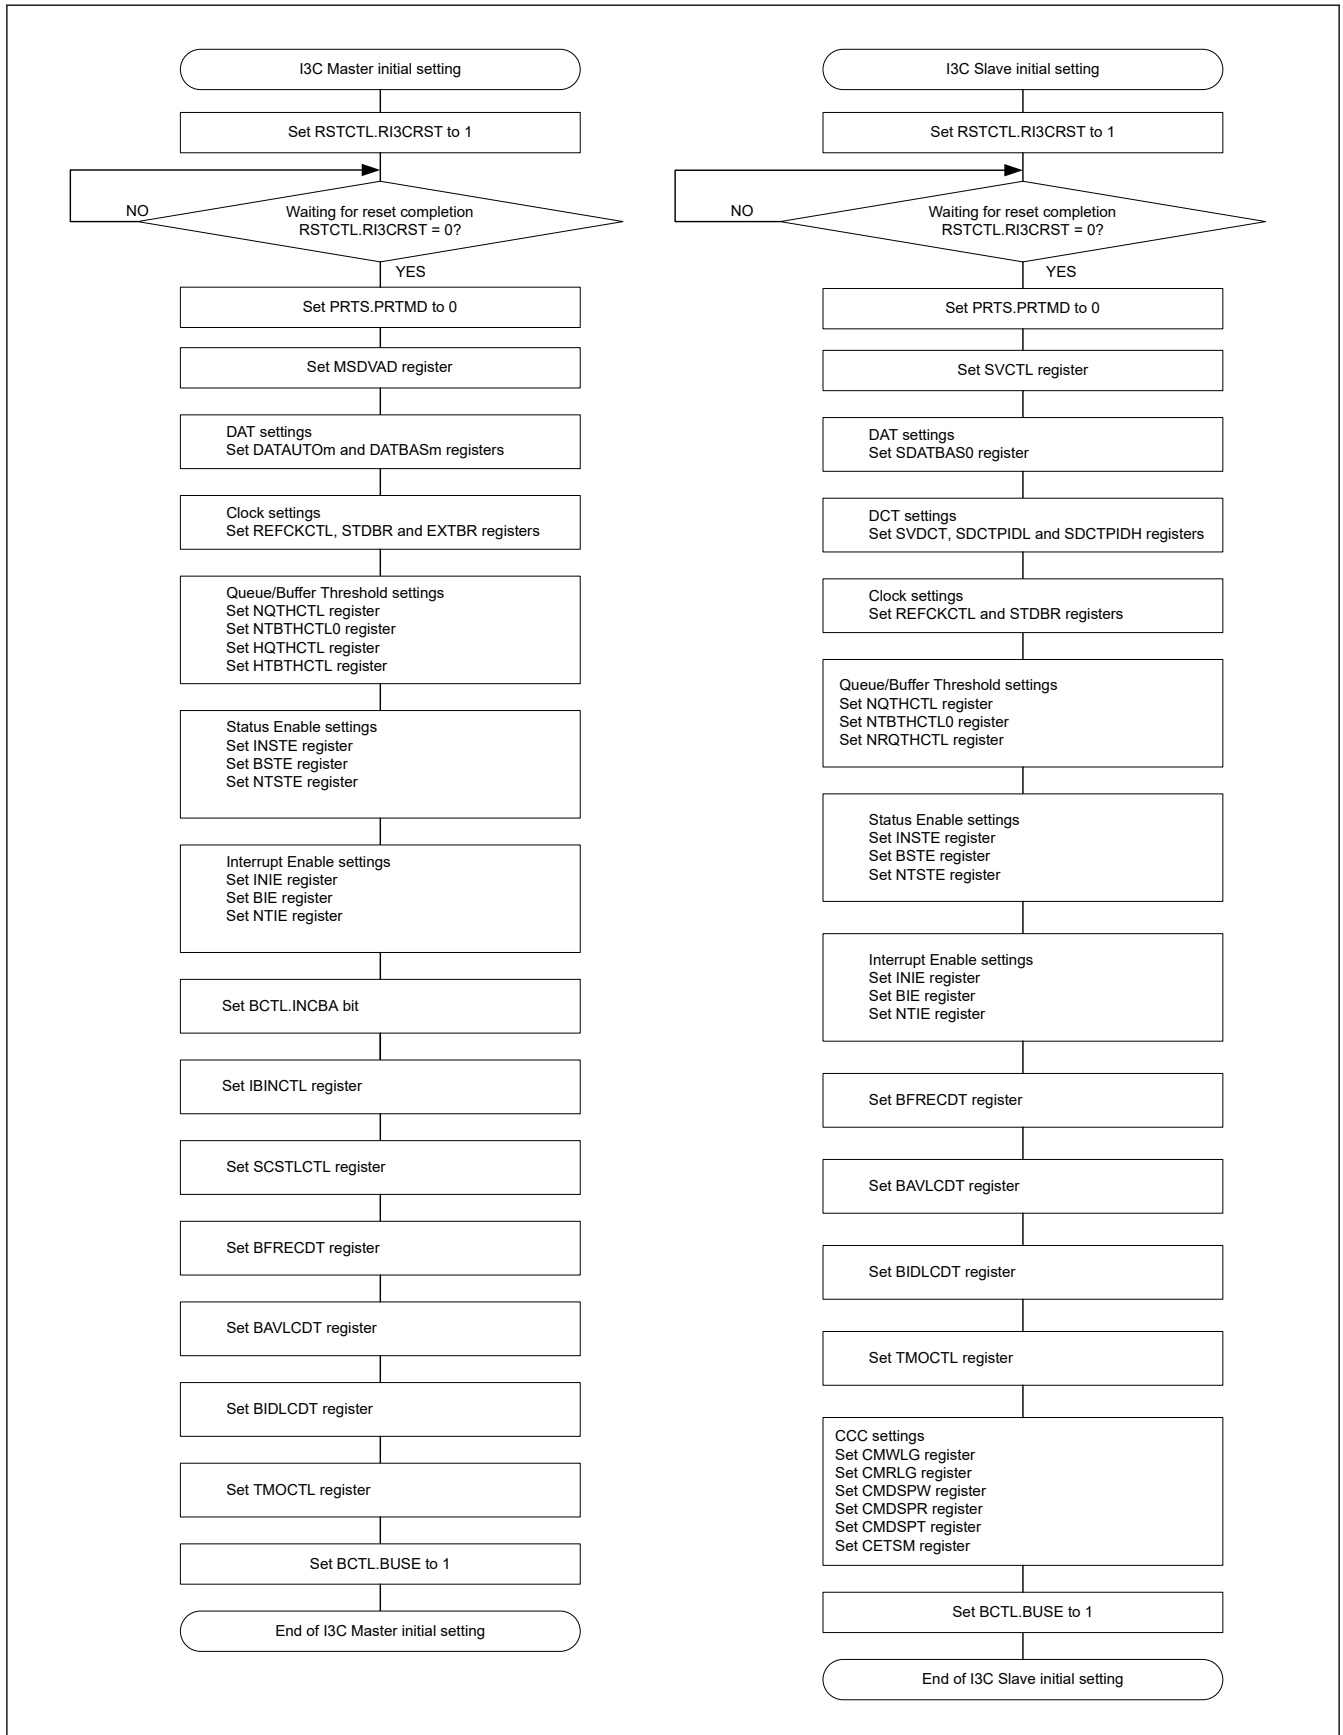 I3C Master initial setting
Set RSTCTL.RI3CRST to 1
NO
Waiting for reset completion
RSTCTL.RI3CRST = 0?
YES
Set PRTS.PRTMD to 0
Set MSDVAD register
DAT settings
Set DATAUTOm and DATBASm registers
Clock settings
Set REFCKCTL, STDBR and EXTBR registers
Queue/Buffer Threshold settings
Set NQTHCTL register
Set NTBTHCTL0 register
Set HQTHCTL register
Set HTBTHCTL register
Status Enable settings
Set INSTE register
Set BSTE register
Set NTSTE register
Interrupt Enable settings
Set INIE register
Set BIE register
Set NTIE register
Set BCTL.INCBA bit
Set IBINCTL register
Set SCSTLCTL register
Set BFRECDT register
Set BAVLCDT register
Set BIDLCDT register
Set TMOCTL register
Set BCTL.BUSE to 1
End of I3C Master initial setting
I3C Slave initial setting
Set RSTCTL.RI3CRST to 1
NO
Waiting for reset completion
RSTCTL.RI3CRST = 0?
YES
Set PRTS.PRTMD to 0
Set SVCTL register
DAT settings
Set SDATBAS0 register
DCT settings
Set SVDCT, SDCTPIDL and SDCTPIDH registers
Clock settings
Set REFCKCTL and STDBR registers
Queue/Buffer Threshold settings
Set NQTHCTL register
Set NTBTHCTL0 register
Set NRQTHCTL register
Status Enable settings
Set INSTE register
Set BSTE register
Set NTSTE register
Interrupt Enable settings
Set INIE register
Set BIE register
Set NTIE register
Set BFRECDT register
Set BAVLCDT register
Set BIDLCDT register
Set TMOCTL register
CCC settings
Set CMWLG register
Set CMRLG register
Set CMDSPW register
Set CMDSPR register
Set CMDSPT register
Set CETSM register
Set BCTL.BUSE to 1
End of I3C Slave initial setting